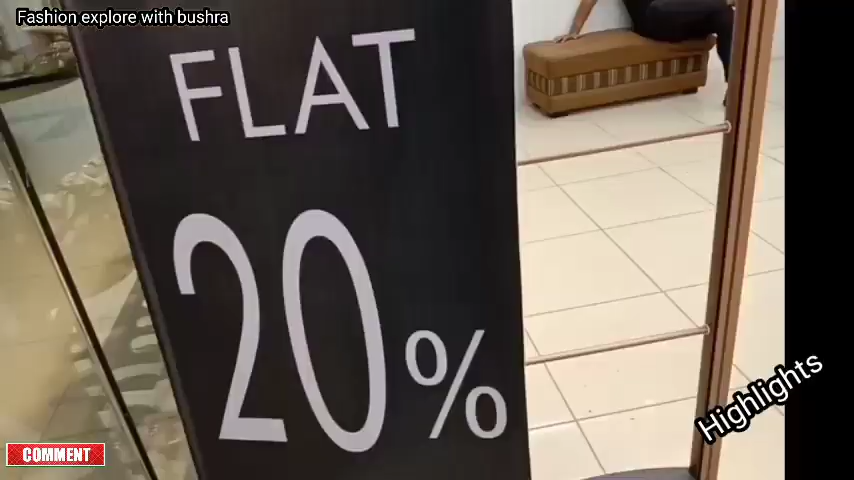 Fashion explore with bushra
FLAT
20%
Highlights
COMMENT